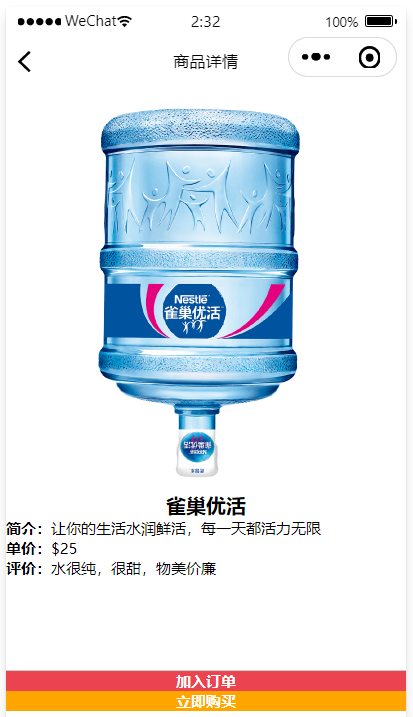 WeChat 2:32 100%
商品详情
Nestlé
雀巢优活
雀巢优活
简介：让你的生活水润鲜活，每一天都活力无限
单价：$25
评价：水很纯，很甜，物美价廉
加入订单
立即购买